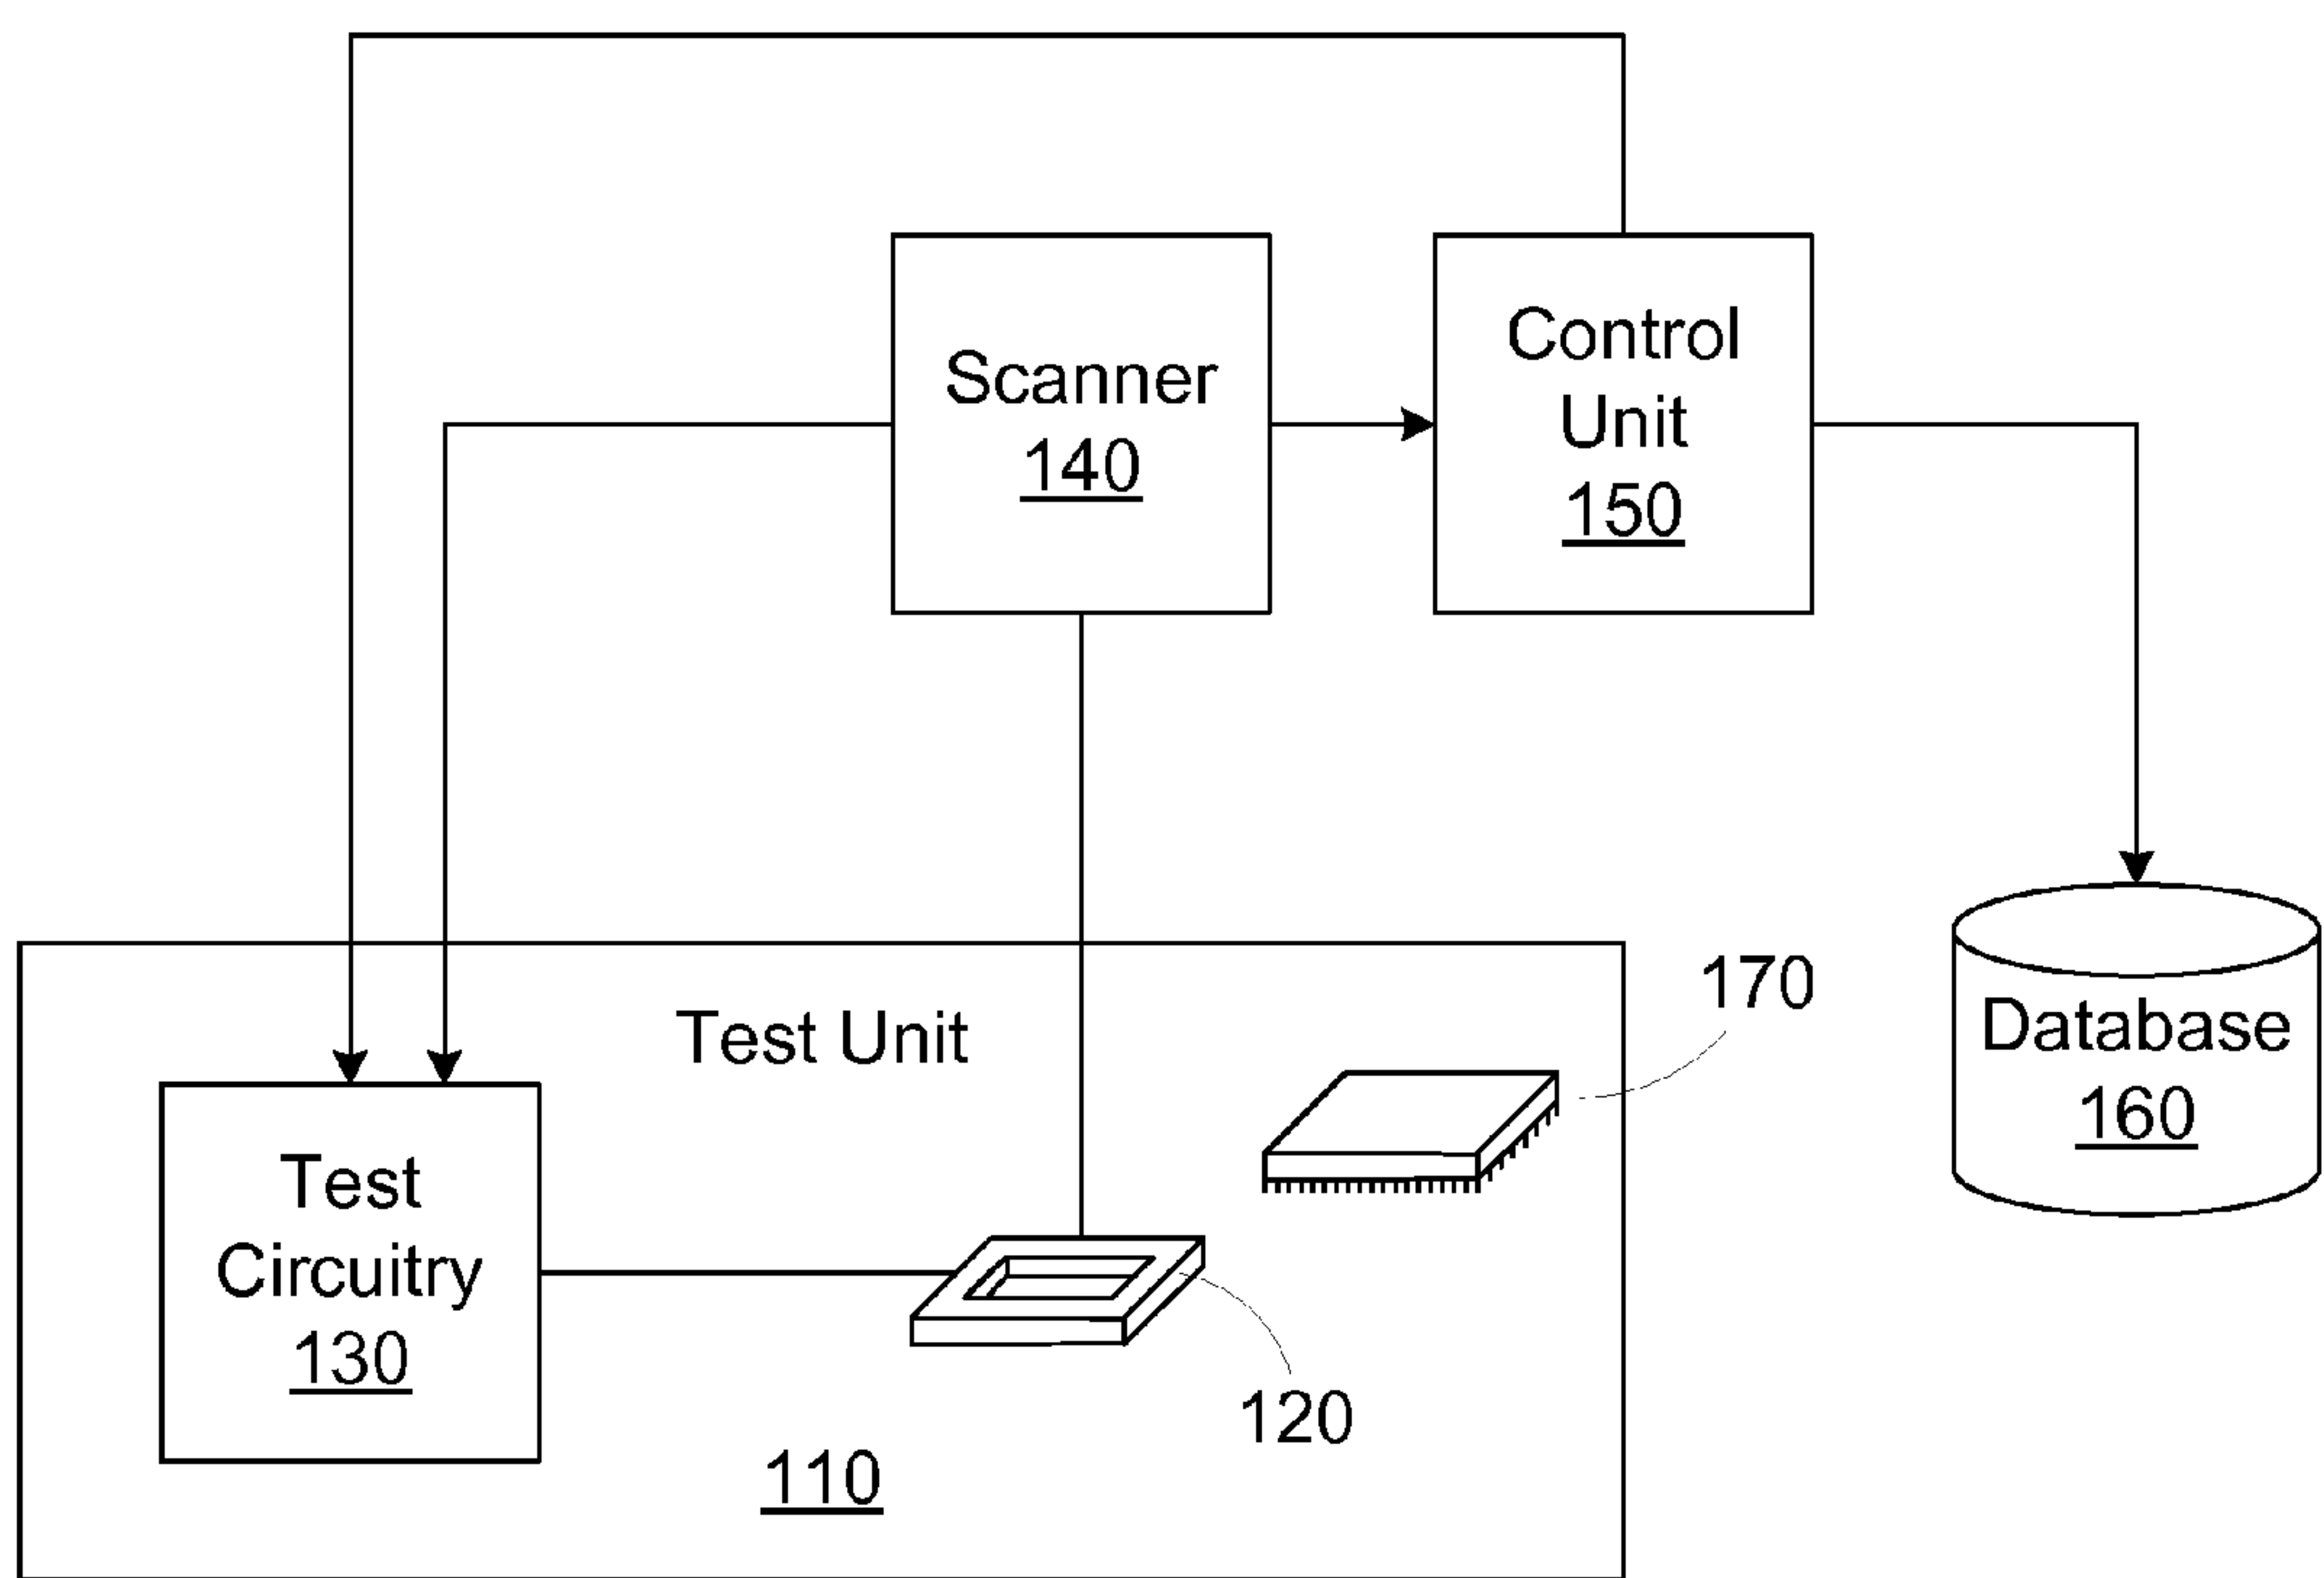 Scanner
140
Control
Unit
150
Test Unit
170
Database
160
Test
Circuitry
130
120
110